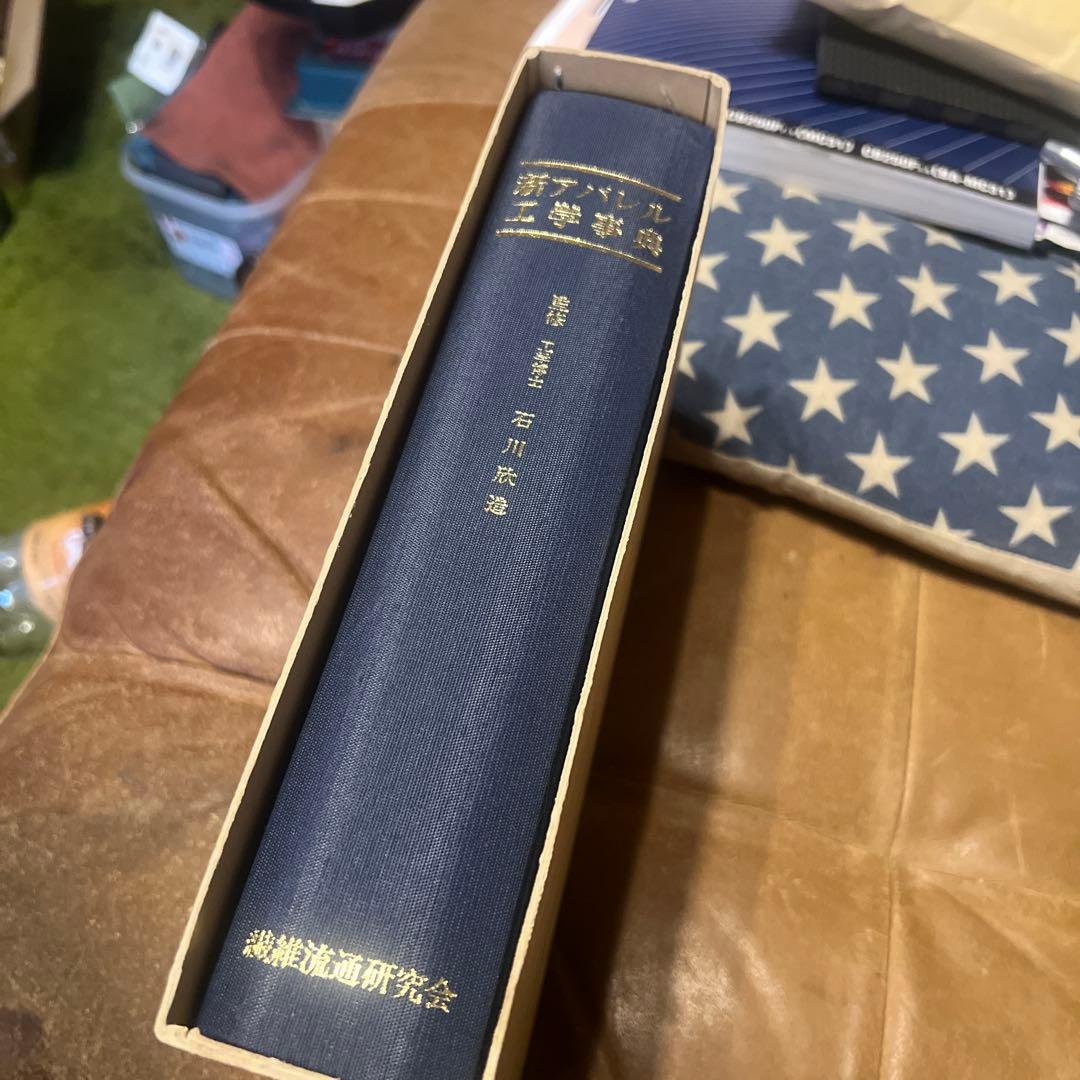 新アパレル
工学事典
監修 工学博士 石川欣造
繊維流通研究会